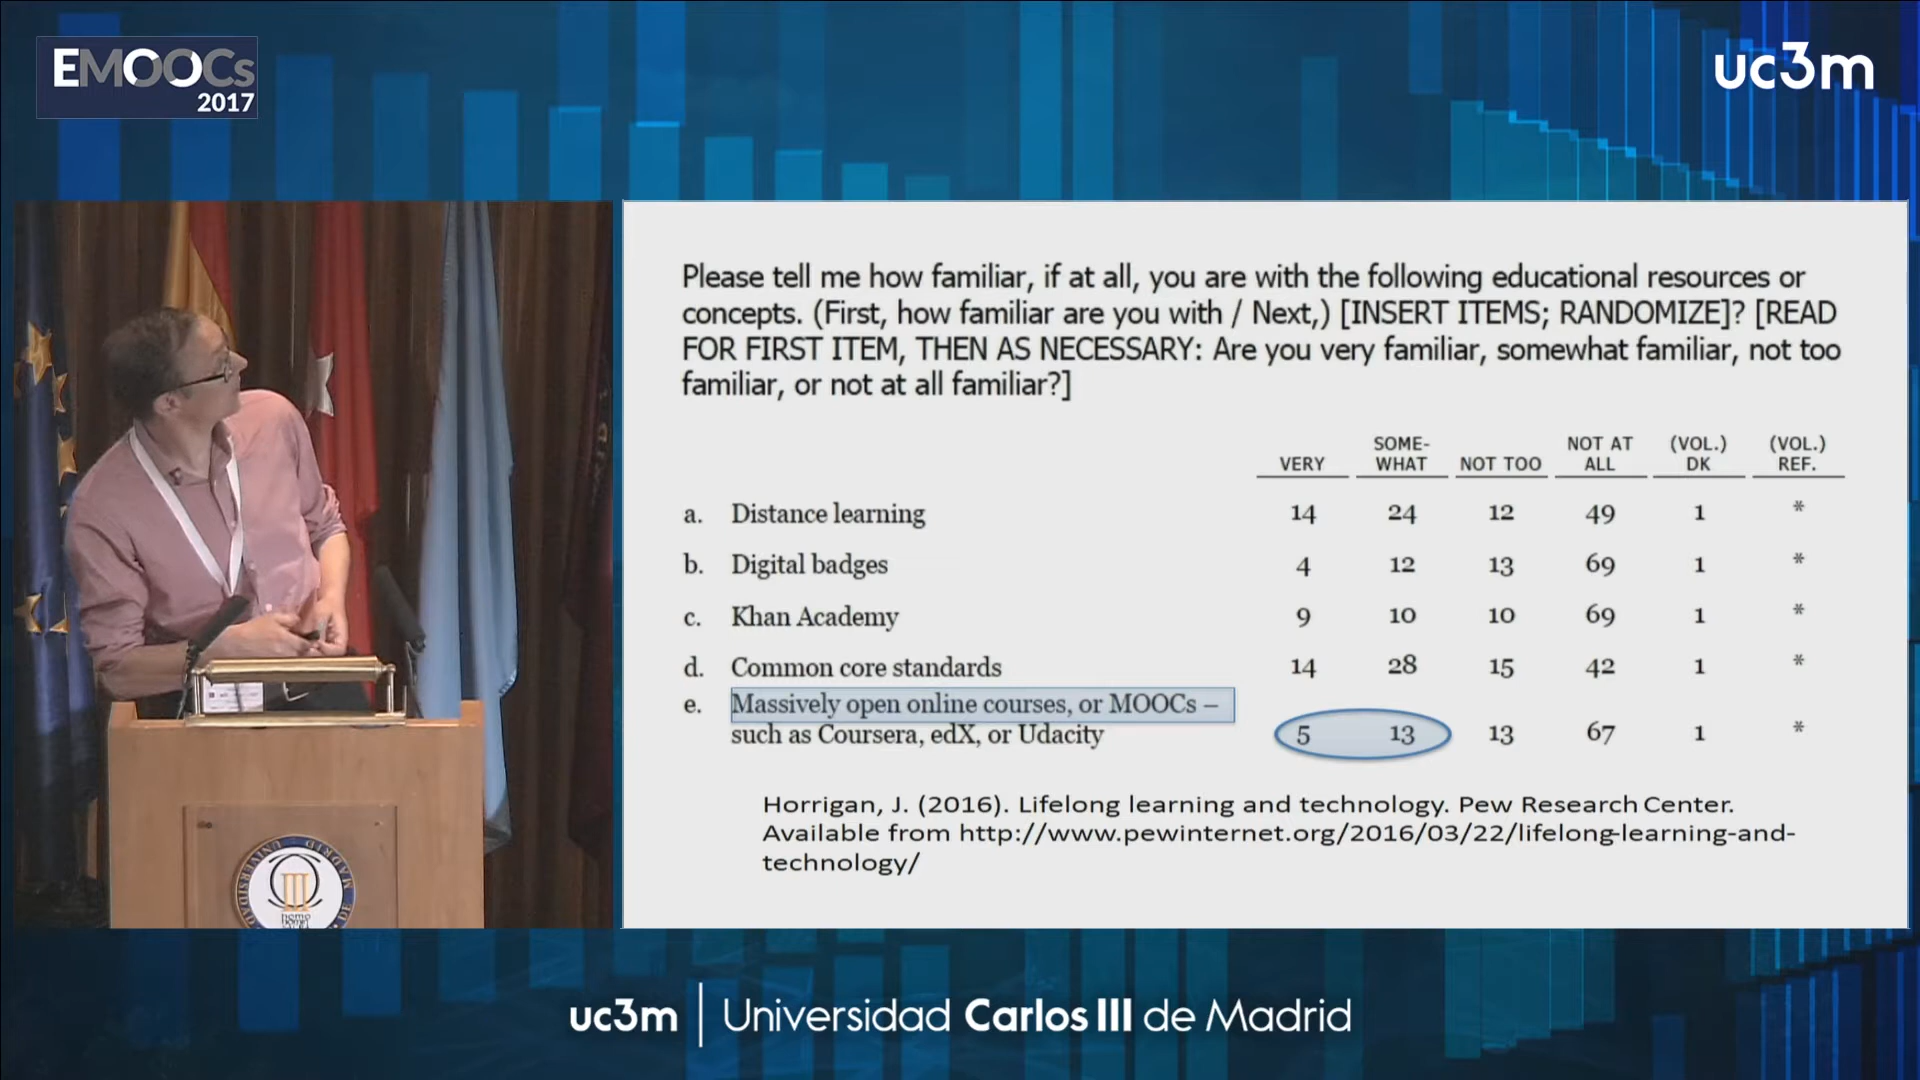 EMOOCs
2017
uc3m
Please tell me how familiar, if at all, you are with the following educational resources or
concepts. (First, how familiar are you with / Next,) [INSERT ITEMS; RANDOMIZE]? [READ
FOR FIRST ITEM, THEN AS NECESSARY: Are you very familiar, somewhat familiar, not too
familiar, or not at all familiar?]
VERY SOME-WHAT NOT TOO NOT AT ALL (VOL.) DK (VOL.) REF.
a. Distance learning 14 24 12 49 1 *
b. Digital badges 4 12 13 69 1 *
c. Khan Academy 9 10 10 69 1 *
d. Common core standards 14 28 15 42 1 *
e. Massively open online courses, or MOOCs –
such as Coursera, edX, or Udacity 5 13 13 67 1 *
Horrigan, J. (2016). Lifelong learning and technology. Pew Research Center.
Available from http://www.pewinternet.org/2016/03/22/lifelong-learning-and-
technology/
UNIVERSIDAD
DE MADRID
uc3m | Universidad Carlos III de Madrid